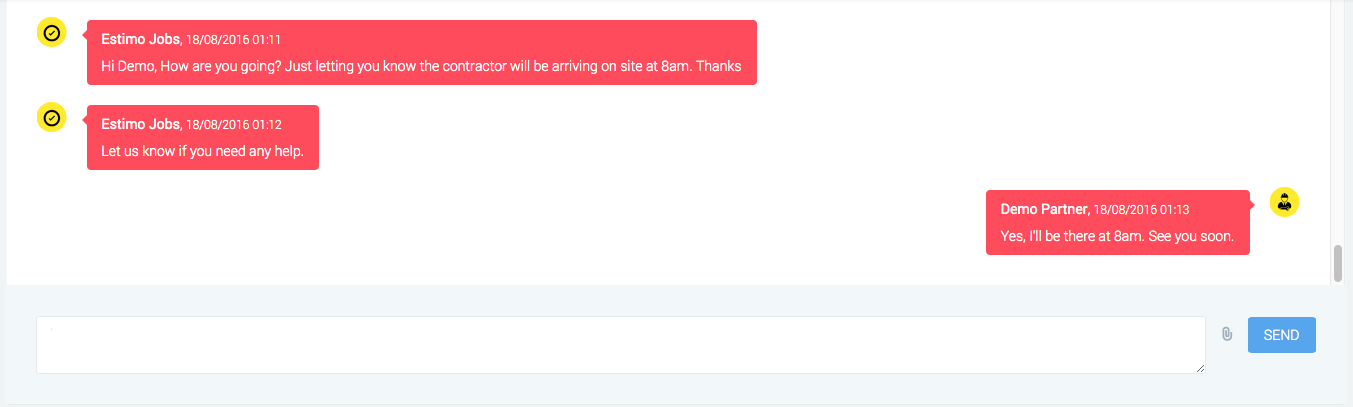 Estimo Jobs, 18/08/2016 01:11
Hi Demo, How are you going? Just letting you know the contractor will be arriving on site at 8am. Thanks
Estimo Jobs, 18/08/2016 01:12
Let us know if you need any help.
Demo Partner, 18/08/2016 01:13
Yes, I'll be there at 8am. See you soon.
SEND